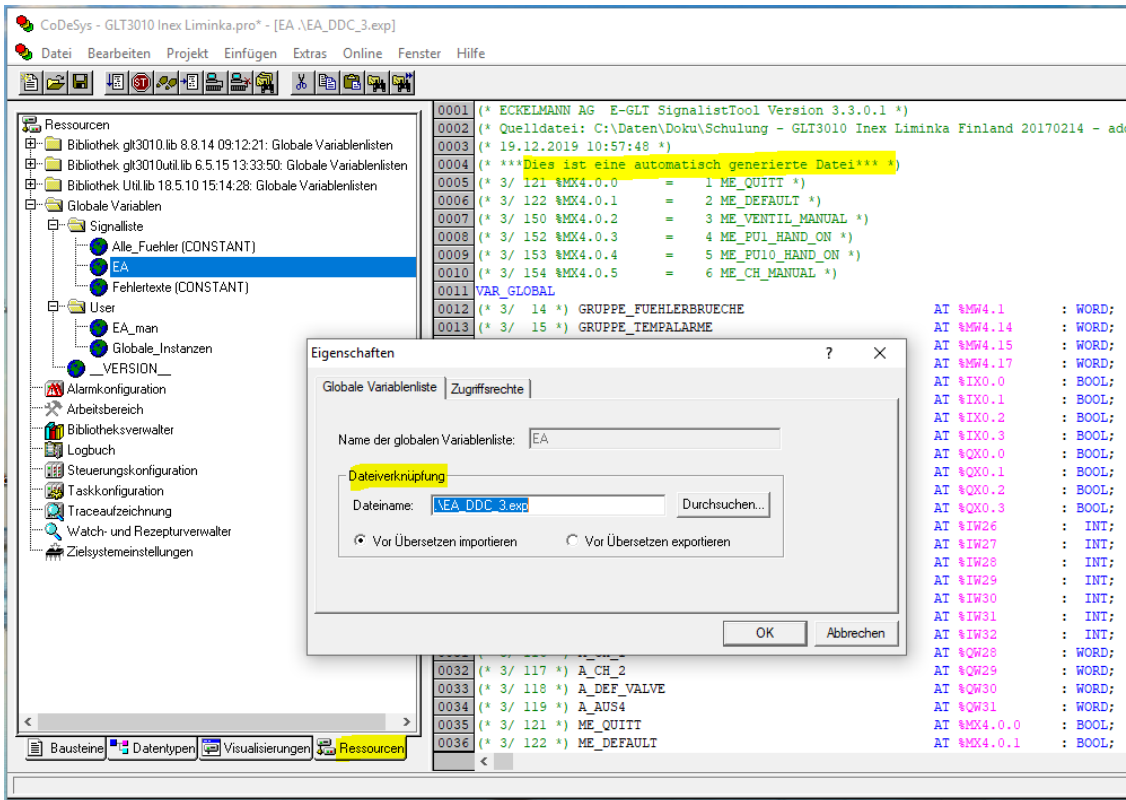 CoDeSys - GLT3010 Inex Liminka.pro* - [EA .\EA_DDC_3.exp]
Datei Bearbeiten Projekt Einfügen Extras Online Fenster Hilfe
Ressourcen
Bibliothek glt3010.lib 8.8.14 09:12:21: Globale Variablenlisten
Bibliothek glt3010util.lib 6.5.15 13:33:50: Globale Variablenlisten
Bibliothek Util.lib 18.5.10 15:14:28: Globale Variablenlisten
Globale Variablen
Signalliste
Alle_Fuehler (CONSTANT)
EA
Fehlertexte (CONSTANT)
User
EA_man
Globale_Instanzen
__VERSION__
Alarmkonfiguration
Arbeitsbereich
Bibliotheksverwalter
Logbuch
Steuerungskonfiguration
Taskkonfiguration
Traceaufzeichnung
Watch- und Rezepturverwalter
Zielsystemeinstellungen
Bausteine Datentypen Visualisierungen Ressourcen
0001 (* ECKELMANN AG E-GLT SignalistTool Version 3.3.0.1 *)
0002 (* Quelldatei: C:\Daten\Doku\Schulung - GLT3010 Inex Liminka Finland 20170214 - add
0003 (* 19.12.2019 10:57:48 *)
0004 (* ***Dies ist eine automatisch generierte Datei*** *)
0005 (* 3/ 121 %MX4.0.0 = 1 ME_QUITT *)
0006 (* 3/ 122 %MX4.0.1 = 2 ME_DEFAULT *)
0007 (* 3/ 150 %MX4.0.2 = 3 ME_VENTIL_MANUAL *)
0008 (* 3/ 152 %MX4.0.3 = 4 ME_PU1_HAND_ON *)
0009 (* 3/ 153 %MX4.0.4 = 5 ME_PU10_HAND_ON *)
0010 (* 3/ 154 %MX4.0.5 = 6 ME_CH_MANUAL *)
0011 VAR_GLOBAL
0012 (* 3/ 14 *) GRUPPE_FUEHLERBRUECHE AT %MW4.1 : WORD;
0013 (* 3/ 15 *) GRUPPE_TEMPALARME AT %MW4.14 : WORD;
AT %MW4.15 : WORD;
AT %MW4.17 : WORD;
AT %IX0.0 : BOOL;
AT %IX0.1 : BOOL;
AT %IX0.2 : BOOL;
AT %IX0.3 : BOOL;
AT %QX0.0 : BOOL;
AT %QX0.1 : BOOL;
AT %QX0.2 : BOOL;
AT %QX0.3 : BOOL;
AT %IW26 : INT;
AT %IW27 : INT;
AT %IW28 : INT;
AT %IW29 : INT;
AT %IW30 : INT;
AT %IW31 : INT;
AT %IW32 : INT;
AT %QW28 : WORD;
0032 (* 3/ 117 *) A_CH_2 AT %QW29 : WORD;
0033 (* 3/ 118 *) A_DEF_VALVE AT %QW30 : WORD;
0034 (* 3/ 119 *) A_AUS4 AT %QW31 : WORD;
0035 (* 3/ 121 *) ME_QUITT AT %MX4.0.0 : BOOL;
0036 (* 3/ 122 *) ME_DEFAULT AT %MX4.0.1 : BOOL;
Eigenschaften
Globale Variablenliste Zugriffsrechte
Name der globalen Variablenliste: EA
Dateiverknüpfung
Dateiname: .\EA_DDC_3.exp Durchsuchen...
Vor Übersetzen importieren Vor Übersetzen exportieren
OK Abbrechen